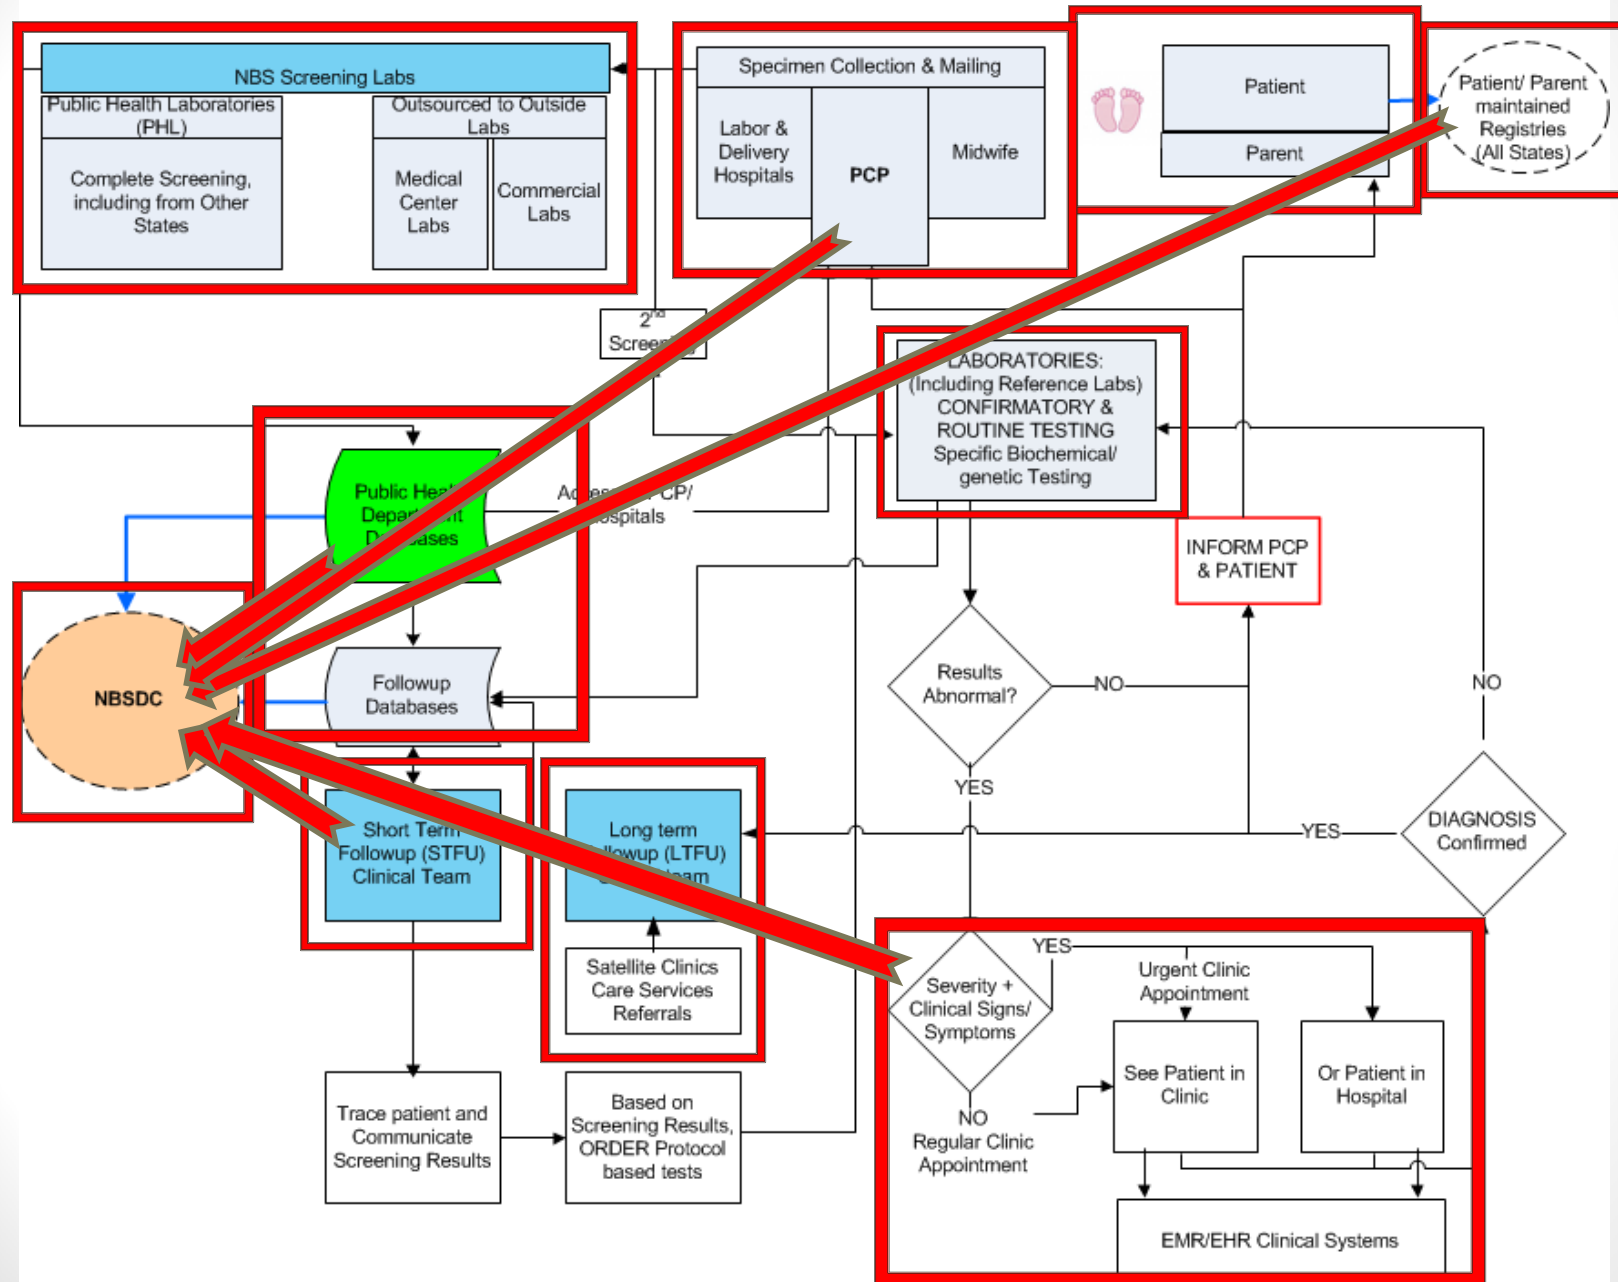 NBS Screening Labs
Public Health Laboratories
(PHL)
Complete Screening,
including from Other
States
Outsourced to Outside
Labs
Medical
Center
Labs
Commercial
Labs
Specimen Collection & Mailing
Labor &
Delivery
Hospitals
PCP
Midwife
Patient
Parent
Patient/ Parent
maintained
Registries
(All States)
2nd
LABORATORIES:
(Including Reference Labs)
CONFIRMATORY &
ROUTINE TESTING
Specific Biochemical/
genetic Testing
Public
INFORM PCP
& PATIENT
NBSDC
Followup
Databases
Results
Abnormal?
NO
NO
YES
Short Term
Followup (STFU)
Clinical Team
Long term
(LTFU)
YES
DIAGNOSIS
Confirmed
Satellite Clinics
Care Services
Referrals
Severity +
Clinical Signs/
Symptoms
YES
Urgent Clinic
Appointment
See Patient in
Clinic
Or Patient in
Hospital
NO
Regular Clinic
Appointment
Trace patient and
Communicate
Screening Results
Based on
Screening Results,
ORDER Protocol
based tests
EMR/EHR Clinical Systems